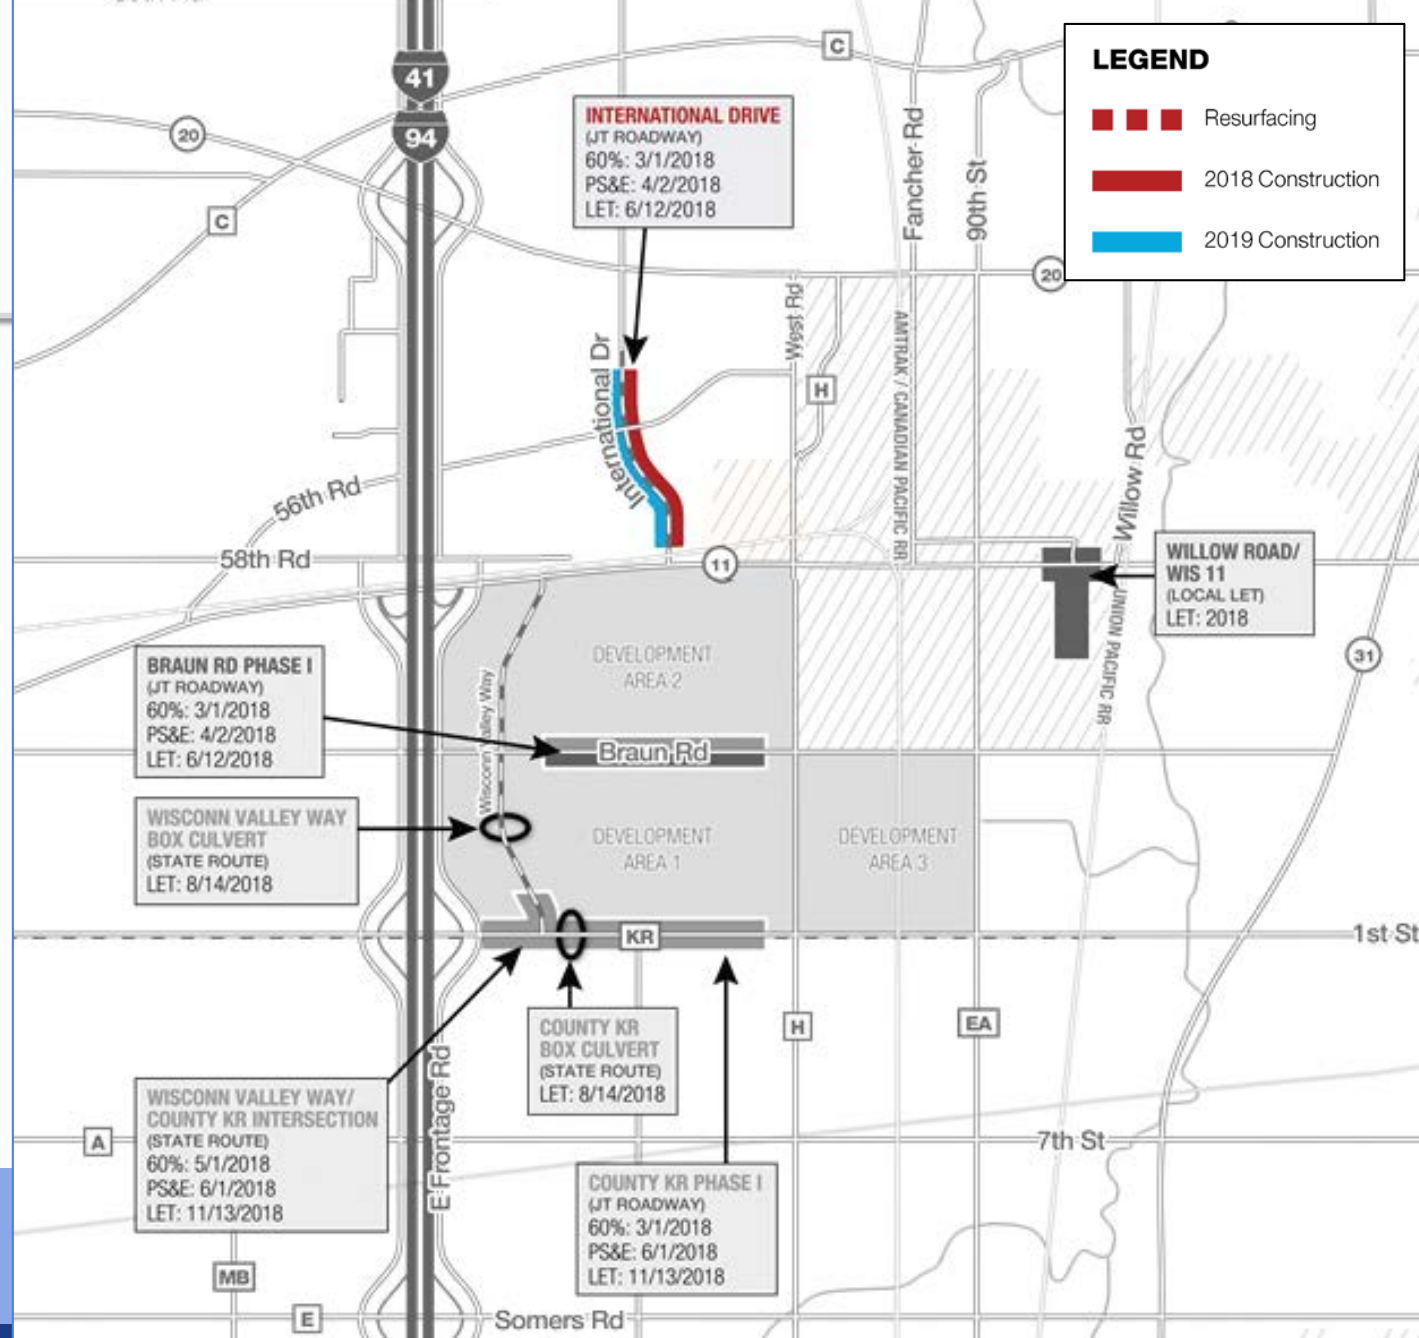 41
94
C
20
C
LEGEND
Resurfacing
2018 Construction
2019 Construction
INTERNATIONAL DRIVE
(JT ROADWAY)
60%: 3/1/2018
PS&E: 4/2/2018
LET: 6/12/2018
Fancher Rd
90th St
20
West Rd
International Dr
H
AMTRAK / CANADIAN PACIFIC RR
Willow Rd
56th Rd
58th Rd
11
WILLOW ROAD/
WIS 11
(LOCAL LET)
LET: 2018
UNION PACIFIC RR
31
DEVELOPMENT
AREA 2
BRAUN RD PHASE I
(JT ROADWAY)
60%: 3/1/2018
PS&E: 4/2/2018
LET: 6/12/2018
Wisconn Valley Way
Braun Rd
WISCONN VALLEY WAY
BOX CULVERT
(STATE ROUTE)
LET: 8/14/2018
DEVELOPMENT
AREA 1
DEVELOPMENT
AREA 3
KR
1st St
COUNTY KR
BOX CULVERT
(STATE ROUTE)
LET: 8/14/2018
H
EA
E Frontage Rd
WISCONN VALLEY WAY/
COUNTY KR INTERSECTION
(STATE ROUTE)
60%: 5/1/2018
PS&E: 6/1/2018
LET: 11/13/2018
A
7th St
COUNTY KR PHASE I
(JT ROADWAY)
60%: 3/1/2018
PS&E: 6/1/2018
LET: 11/13/2018
MB
E
Somers Rd